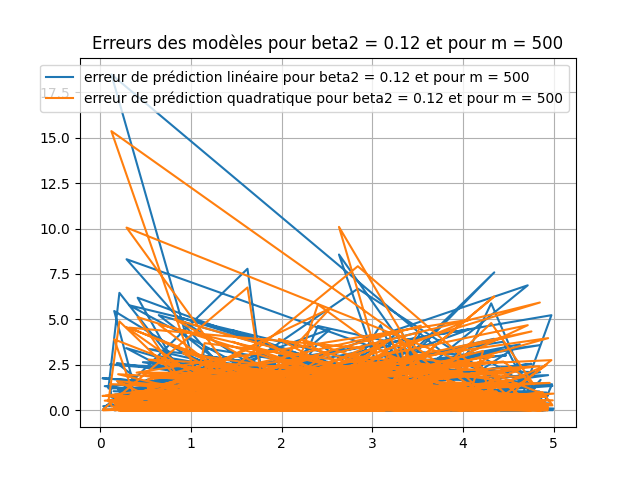 Erreurs des modèles pour beta2 = 0.12 et pour m = 500
erreur de prédiction linéaire pour beta2 = 0.12 et pour m = 500
erreur de prédiction quadratique pour beta2 = 0.12 et pour m = 500
17.5
15.0
12.5
10.0
7.5
5.0
2.5
0.0
0 1 2 3 4 5